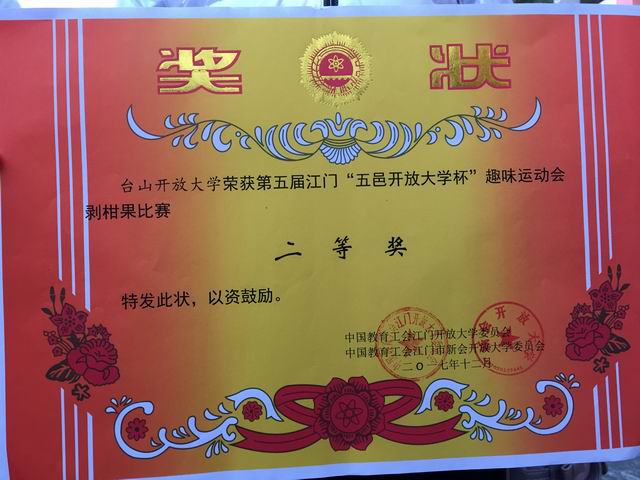 奖状
台山开放大学荣获第五届江门“五邑开放大学杯”趣味运动会
剥柑果比赛
二等奖
特发此状，以资鼓励。
中国教育工会江门开放大学委员会
中国教育工会江门市新会开放大学委员会
二〇一七年十二月